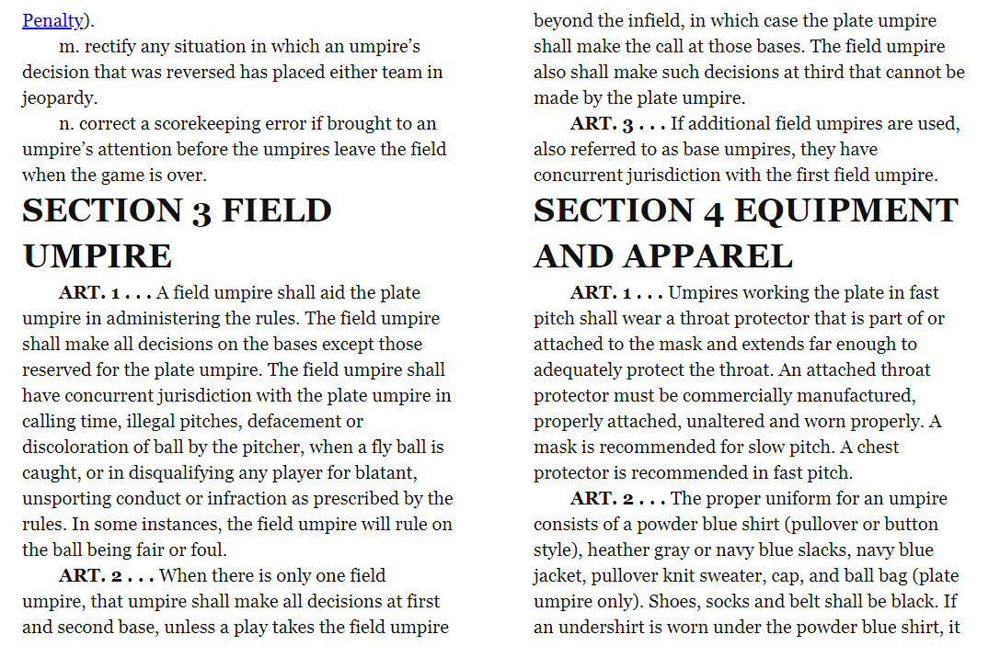 Penalty).
m. rectify any situation in which an umpire’s
decision that was reversed has placed either team in
jeopardy.
n. correct a scorekeeping error if brought to an
umpire’s attention before the umpires leave the field
when the game is over.
SECTION 3 FIELD
UMPIRE
ART. 1 . . . A field umpire shall aid the plate
umpire in administering the rules. The field umpire
shall make all decisions on the bases except those
reserved for the plate umpire. The field umpire shall
have concurrent jurisdiction with the plate umpire in
calling time, illegal pitches, defacement or
discoloration of ball by the pitcher, when a fly ball is
caught, or in disqualifying any player for blatant,
unsporting conduct or infraction as prescribed by the
rules. In some instances, the field umpire will rule on
the ball being fair or foul.
ART. 2 . . . When there is only one field
umpire, that umpire shall make all decisions at first
and second base, unless a play takes the field umpire
beyond the infield, in which case the plate umpire
shall make the call at those bases. The field umpire
also shall make such decisions at third that cannot be
made by the plate umpire.
ART. 3 . . . If additional field umpires are used,
also referred to as base umpires, they have
concurrent jurisdiction with the first field umpire.
SECTION 4 EQUIPMENT
AND APPAREL
ART. 1 . . . Umpires working the plate in fast
pitch shall wear a throat protector that is part of or
attached to the mask and extends far enough to
adequately protect the throat. An attached throat
protector must be commercially manufactured,
properly attached, unaltered and worn properly. A
mask is recommended for slow pitch. A chest
protector is recommended in fast pitch.
ART. 2 . . . The proper uniform for an umpire
consists of a powder blue shirt (pullover or button
style), heather gray or navy blue slacks, navy blue
jacket, pullover knit sweater, cap, and ball bag (plate
umpire only). Shoes, socks and belt shall be black. If
an undershirt is worn under the powder blue shirt, it